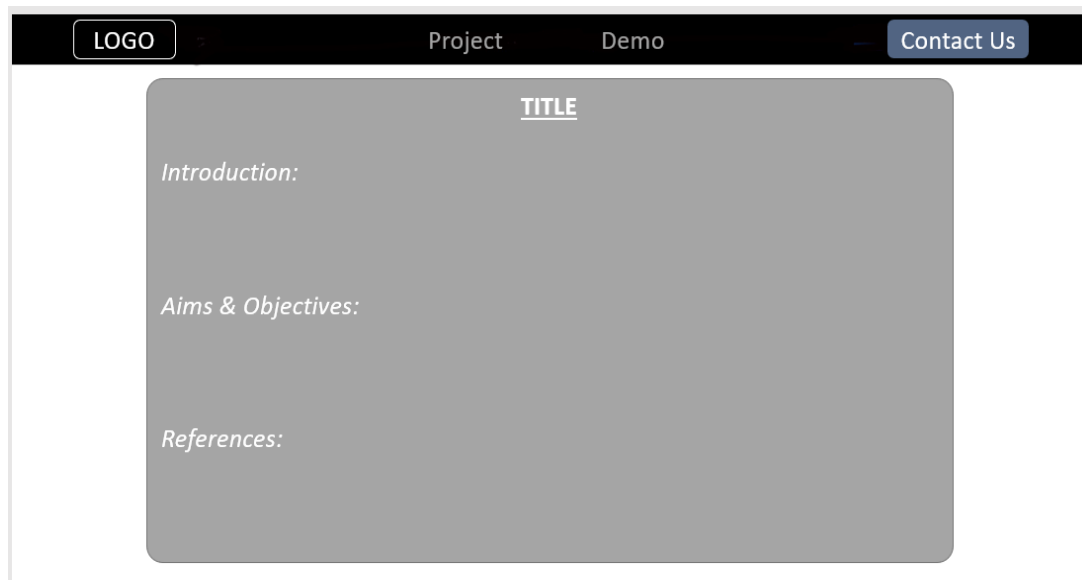 LOGO Project Demo Contact Us
TITLE
Introduction:
Aims & Objectives:
References: